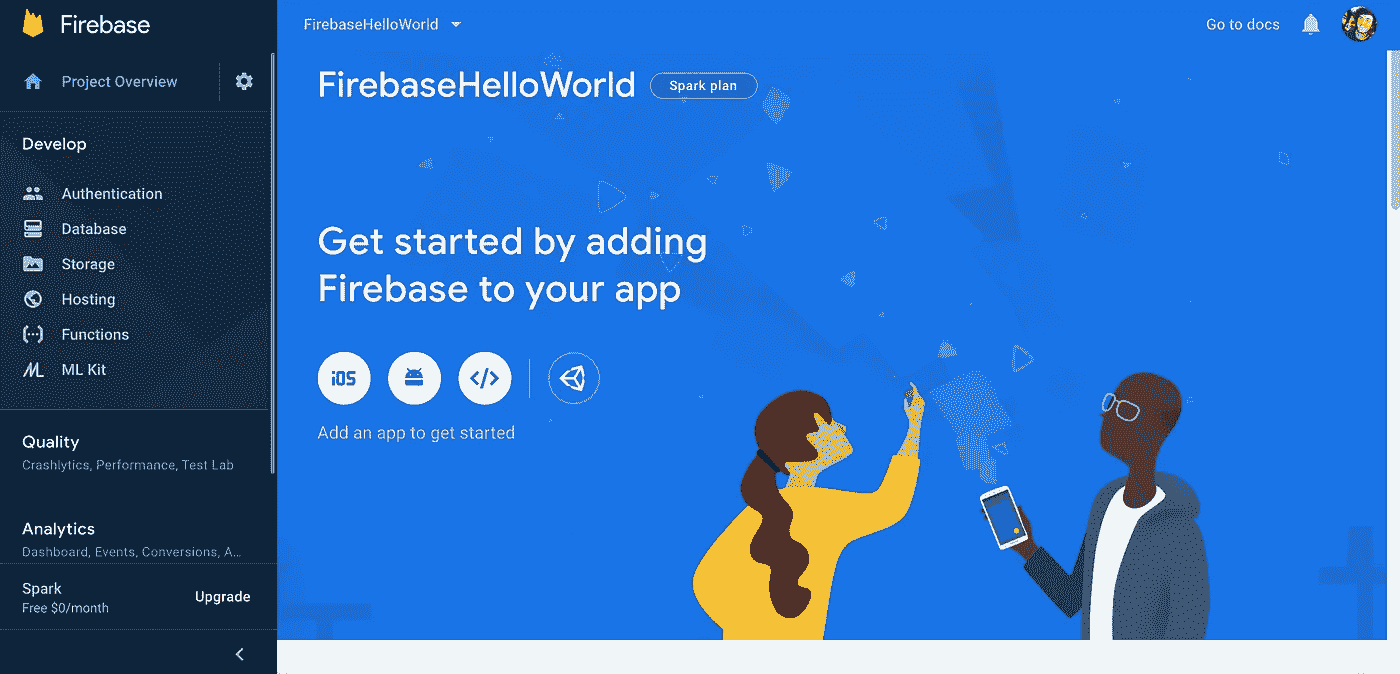 Firebase
Project Overview
Develop
Authentication
Database
Storage
Hosting
Functions
ML Kit
Quality
Crashlytics, Performance, Test Lab
Analytics
Dashboard, Events, Conversions, A...
Spark
Free $0/month
Upgrade
FirebaseHelloWorld
Go to docs
FirebaseHelloWorld
Spark plan
Get started by adding
Firebase to your app
iOS
Add an app to get started